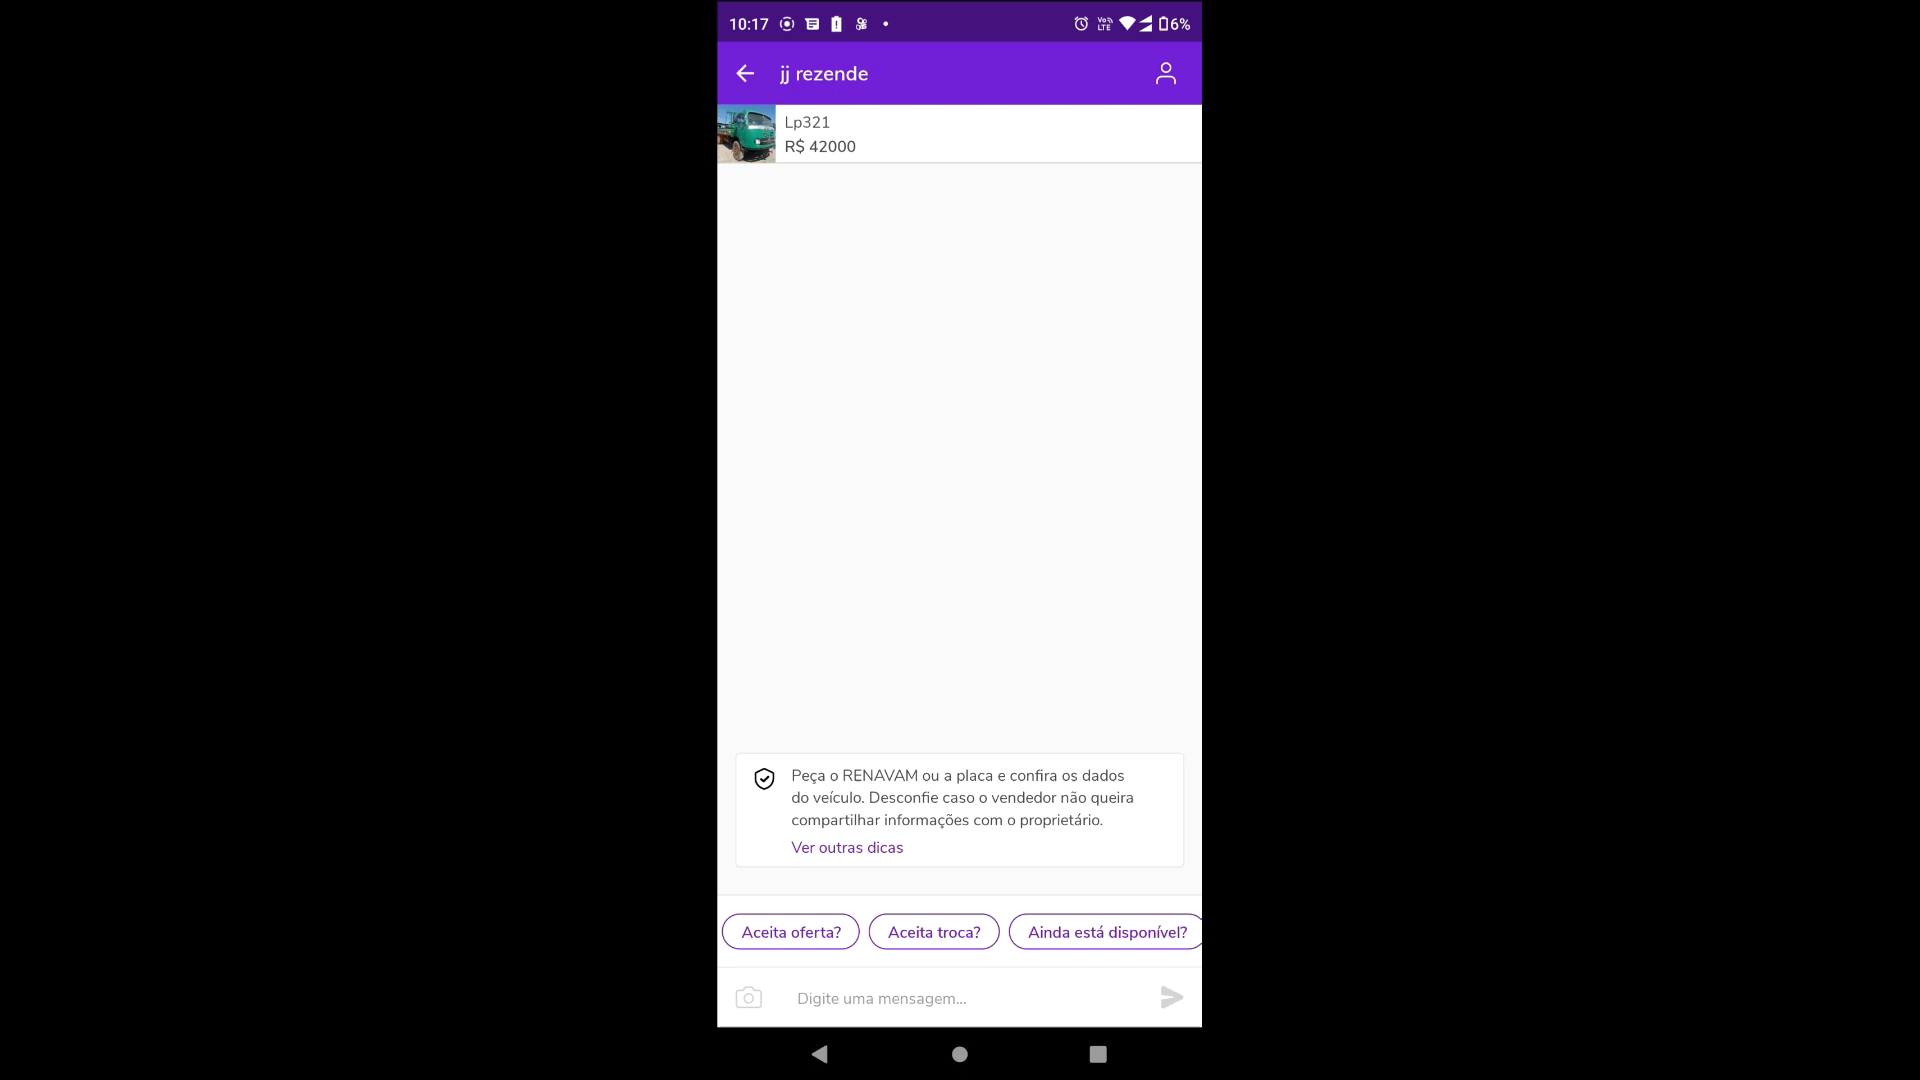 10:17
Vo)) LTE
6%
jj rezende
Lp321
R$ 42000
Peça o RENAVAM ou a placa e confira os dados
do veículo. Desconfie caso o vendedor não queira
compartilhar informações com o proprietário.
Ver outras dicas
Aceita oferta?
Aceita troca?
Ainda está disponível?
Digite uma mensagem...